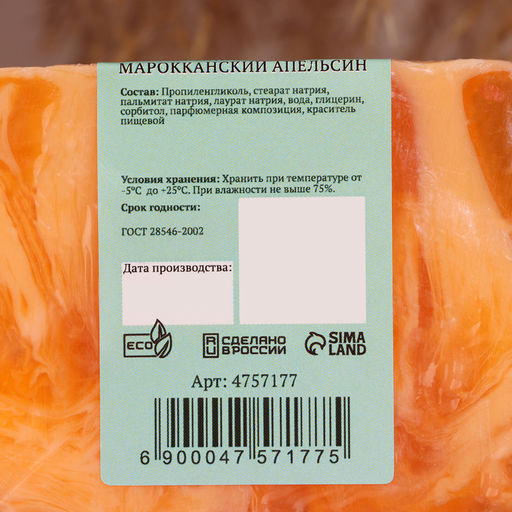 МАРОККАНСКИЙ АПЕЛЬСИН
Состав: Пропиленгликоль, стеарат натрия,
пальмитат натрия, лаурат натрия, вода, глицерин,
сорбитол, парфюмерная композиция, краситель
пищевой
Условия хранения: Хранить при температуре от
-5°С до +25°С. При влажности не выше 75%.
Срок годности:
ГОСТ 28546-2002
Дата производства:
ECO
RU СДЕЛАНО В РОССИИ
SIMA LAND
Арт: 4757177
6 900047 571775